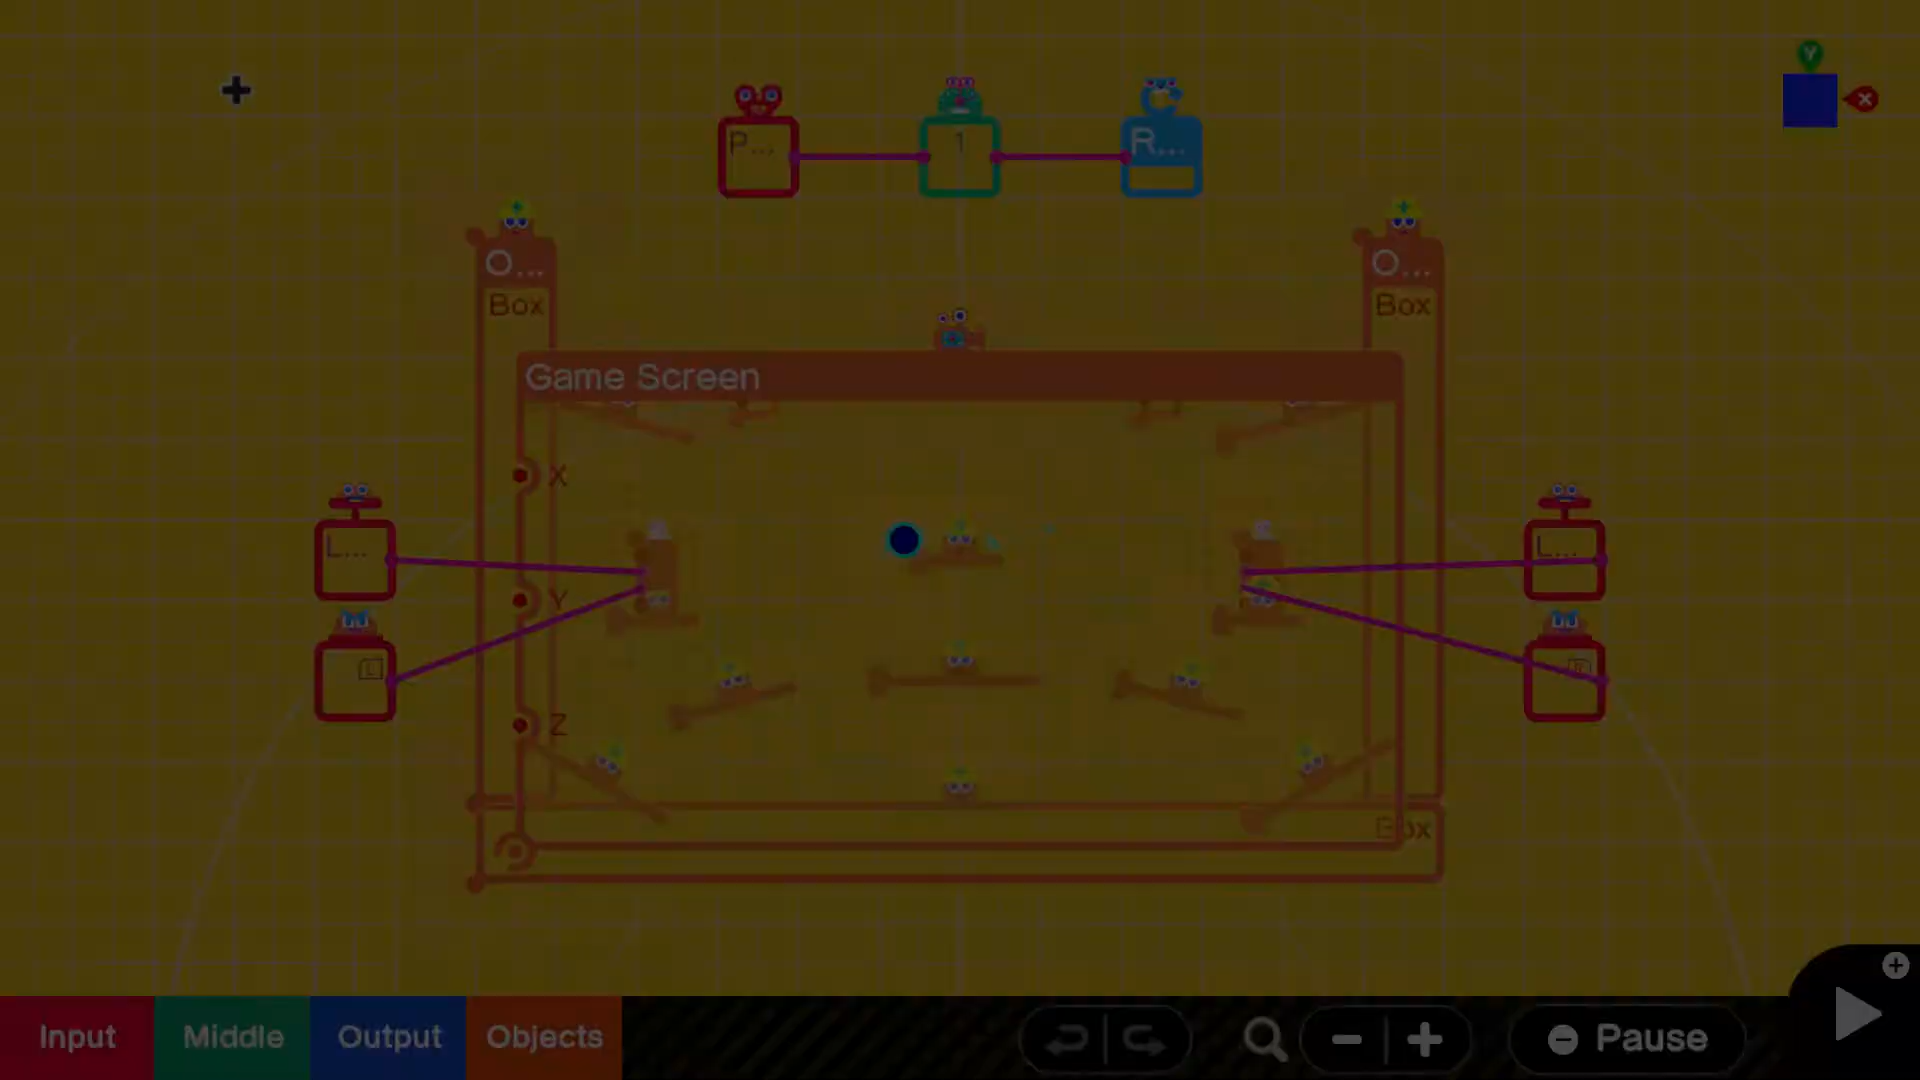 Y
X
P...
1
R...
O...
O...
Box
Box
Game Screen
X
L...
L...
Y
L
Z
Box
Input
Middle
Output
Objects
Pause